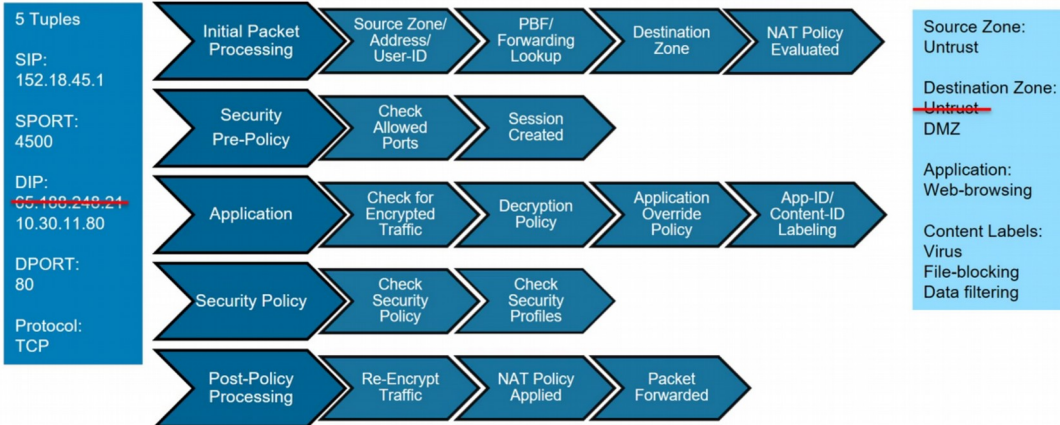 5 Tuples
SIP:
152.18.45.1
SPORT:
4500
DIP:
65.188.248.21
10.30.11.80
DPORT:
80
Protocol:
TCP
Initial Packet
Processing
Source Zone/
Address/
User-ID
PBF/
Forwarding
Lookup
Destination
Zone
NAT Policy
Evaluated
Security
Pre-Policy
Check
Allowed
Ports
Session
Created
Application
Check for
Encrypted
Traffic
Decryption
Policy
Application
Override
Policy
App-ID/
Content-ID
Labeling
Security Policy
Check
Security
Policy
Check
Security
Profiles
Post-Policy
Processing
Re-Encrypt
Traffic
NAT Policy
Applied
Packet
Forwarded
Source Zone:
Untrust
Destination Zone:
Untrust
DMZ
Application:
Web-browsing
Content Labels:
Virus
File-blocking
Data filtering